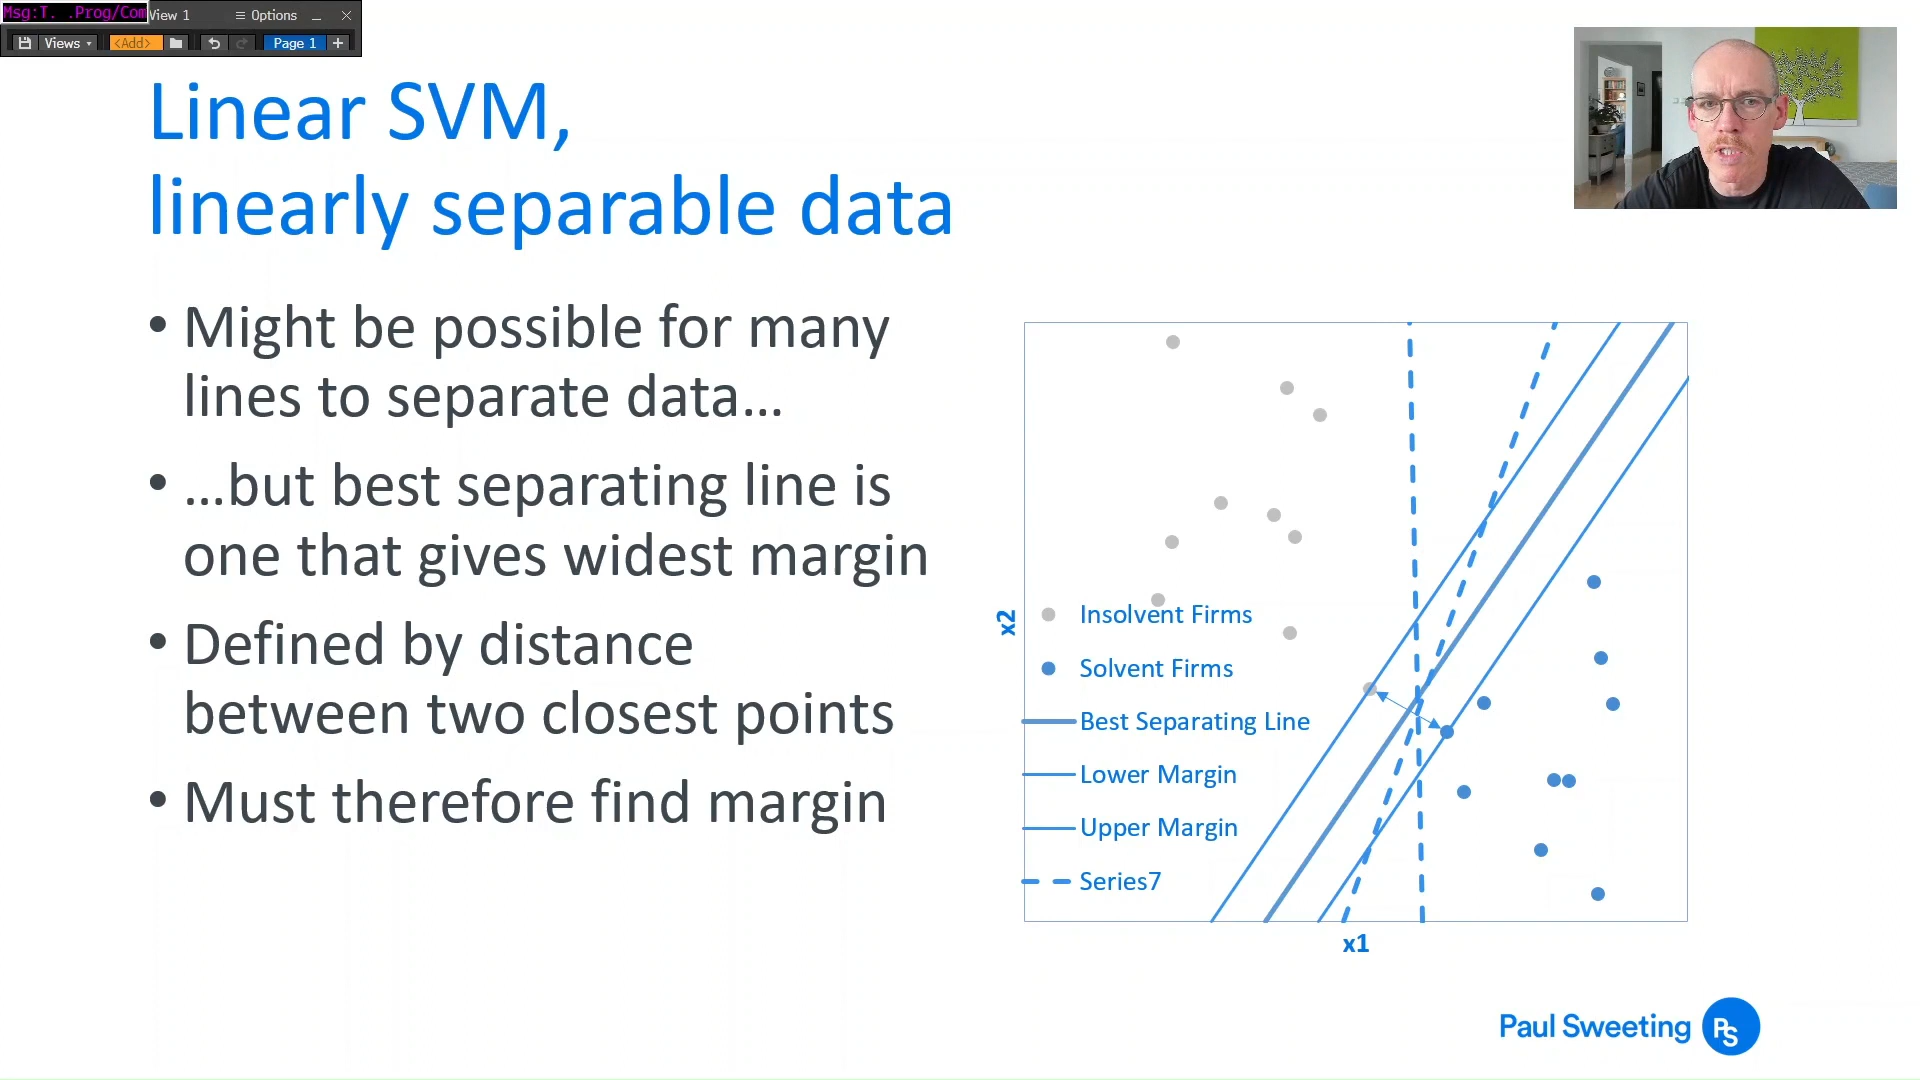 Msg:T. .Prog/Com
View 1
≡ Options
Views
<Add>
Page 1
+
Linear SVM,
linearly separable data
• Might be possible for many
lines to separate data…
• …but best separating line is
one that gives widest margin
• Defined by distance
between two closest points
• Must therefore find margin
x2
Insolvent Firms
Solvent Firms
Best Separating Line
Lower Margin
Upper Margin
Series7
x1
Paul Sweeting
PS